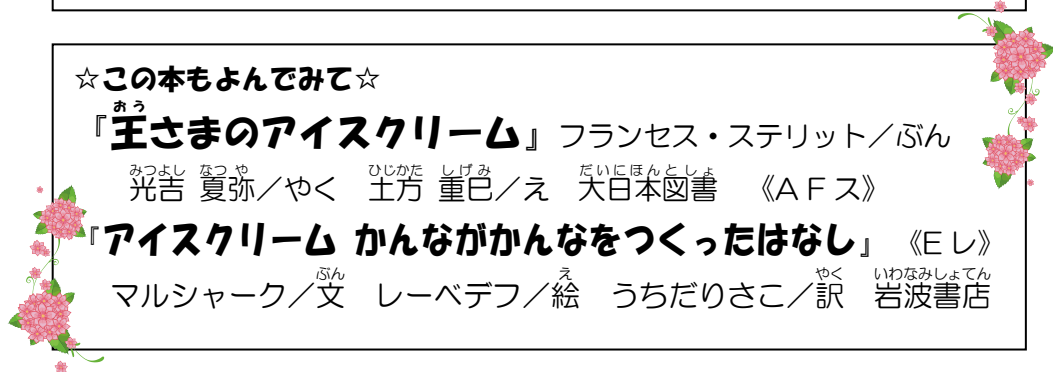 ☆この本もよんでみて☆
『王さまのアイスクリーム』フランセス・ステリット／ぶん
光吉 夏弥／やく 土方 重巳／え 大日本図書 《ＡＦス》
『アイスクリーム かんながかんなをつくったはなし』《Ｅレ》
マルシャーク／文 レーベデフ／絵 うちだりさこ／訳 岩波書店